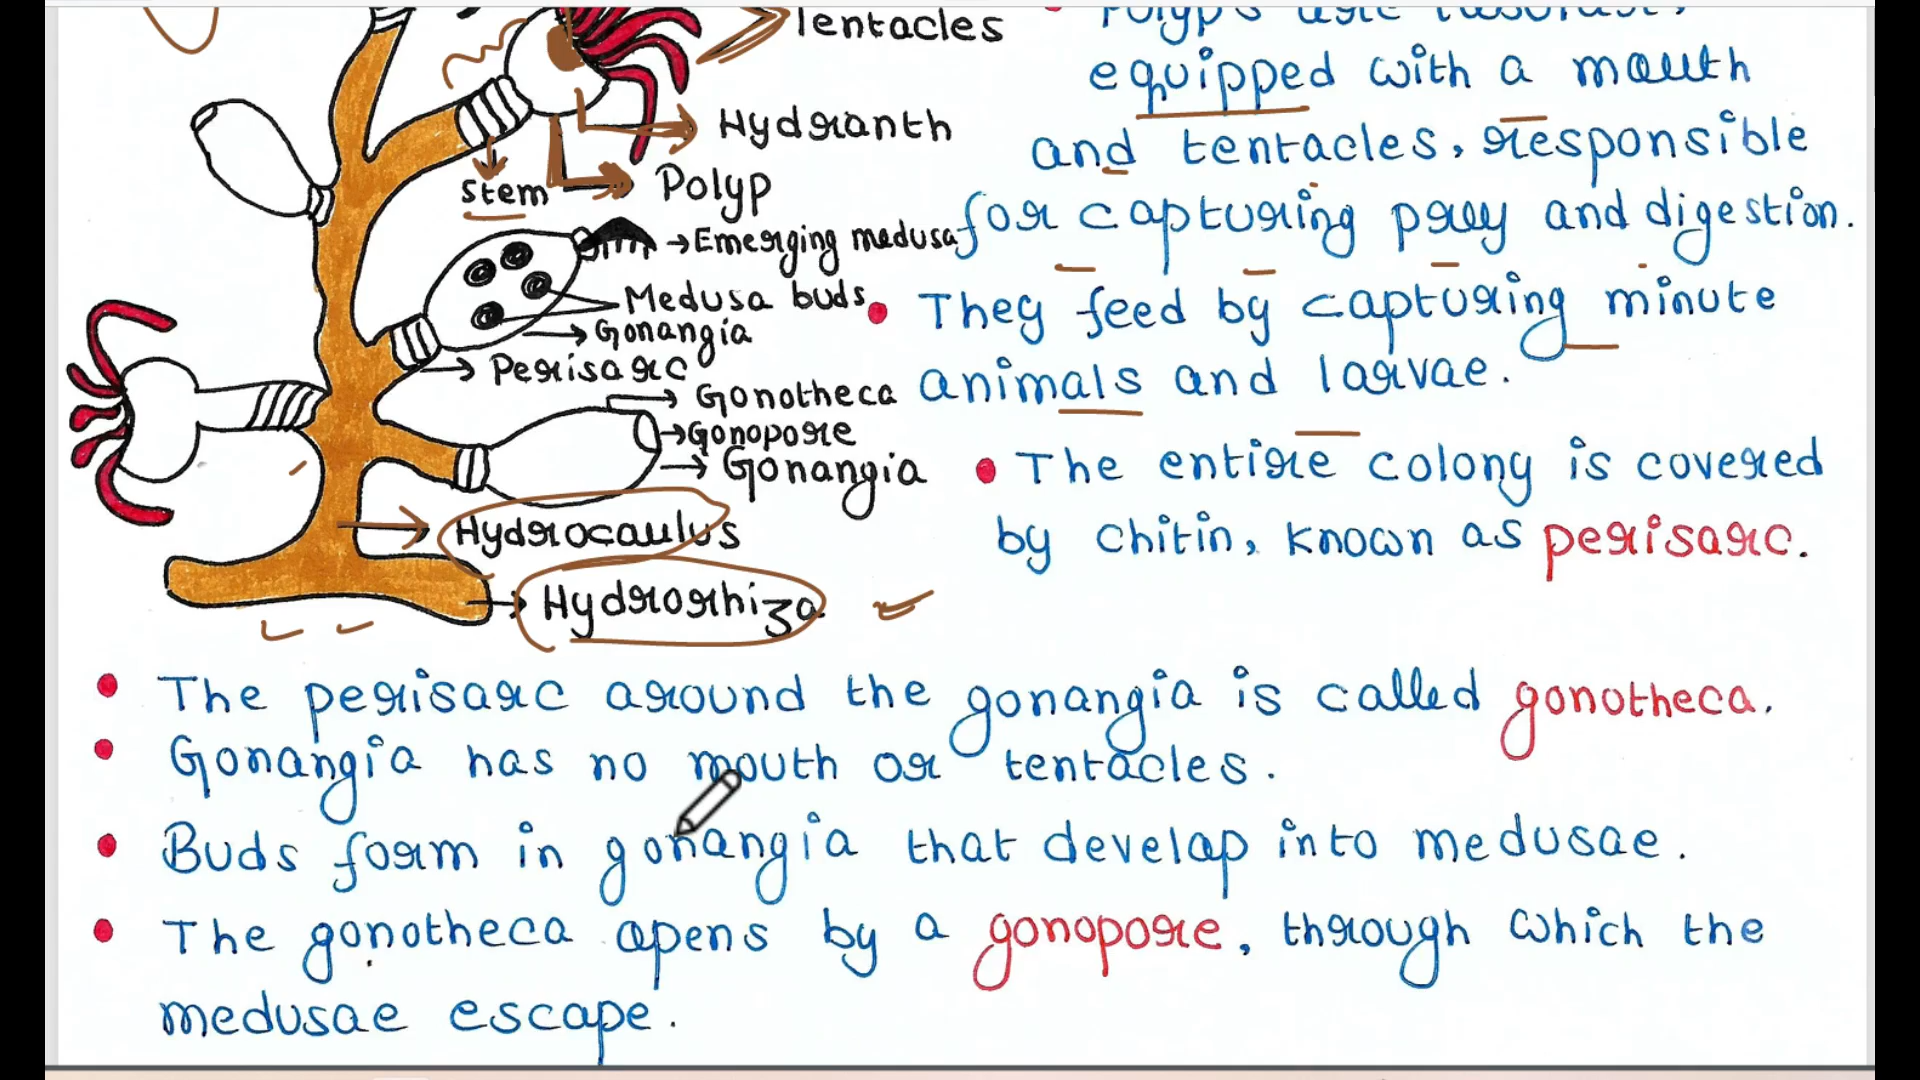 Tentacles
Polyps are tubular,
equipped with a mouth
Hydranth
and tentacles, responsible
stem
Polyp
for capturing prey and digestion.
Emerging medusa
Medusa buds
They feed by capturing minute
Gonangia
Perisarc
animals and larvae.
Gonotheca
Gonopore
Gonangia
The entire colony is covered
Hydrocaulus
by chitin, known as perisarc.
Hydrorhiza
The perisarc around the gonangia is called gonotheca.
Gonangia has no mouth or tentacles.
Buds form in gonangia that develop into medusae.
The gonotheca opens by a gonopore, through which the
medusae escape.